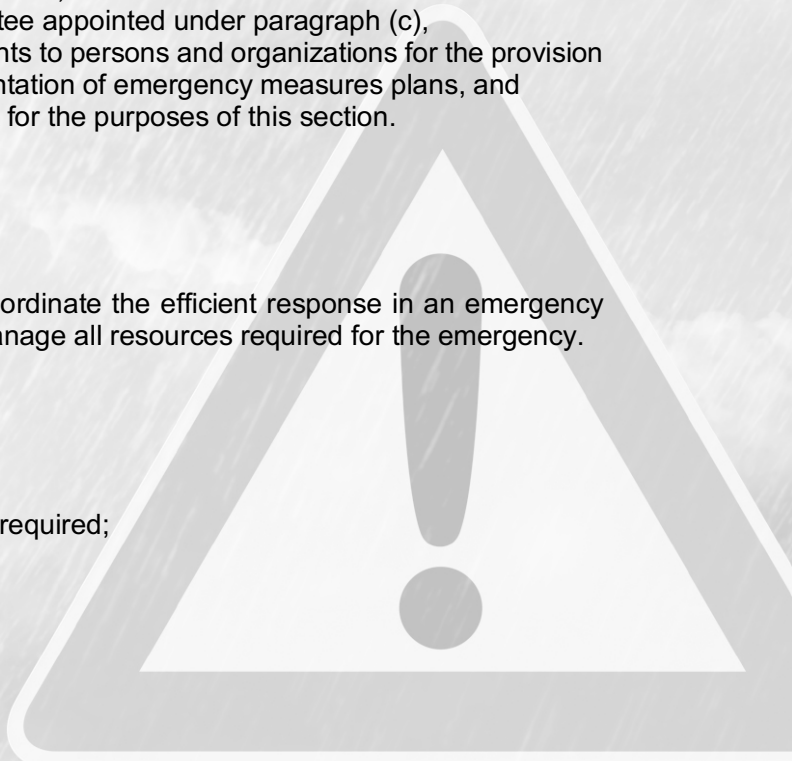 tee appointed under paragraph (c),
nts to persons and organizations for the provision
ntation of emergency measures plans, and
for the purposes of this section.
ordinate the efficient response in an emergency
anage all resources required for the emergency.
required;